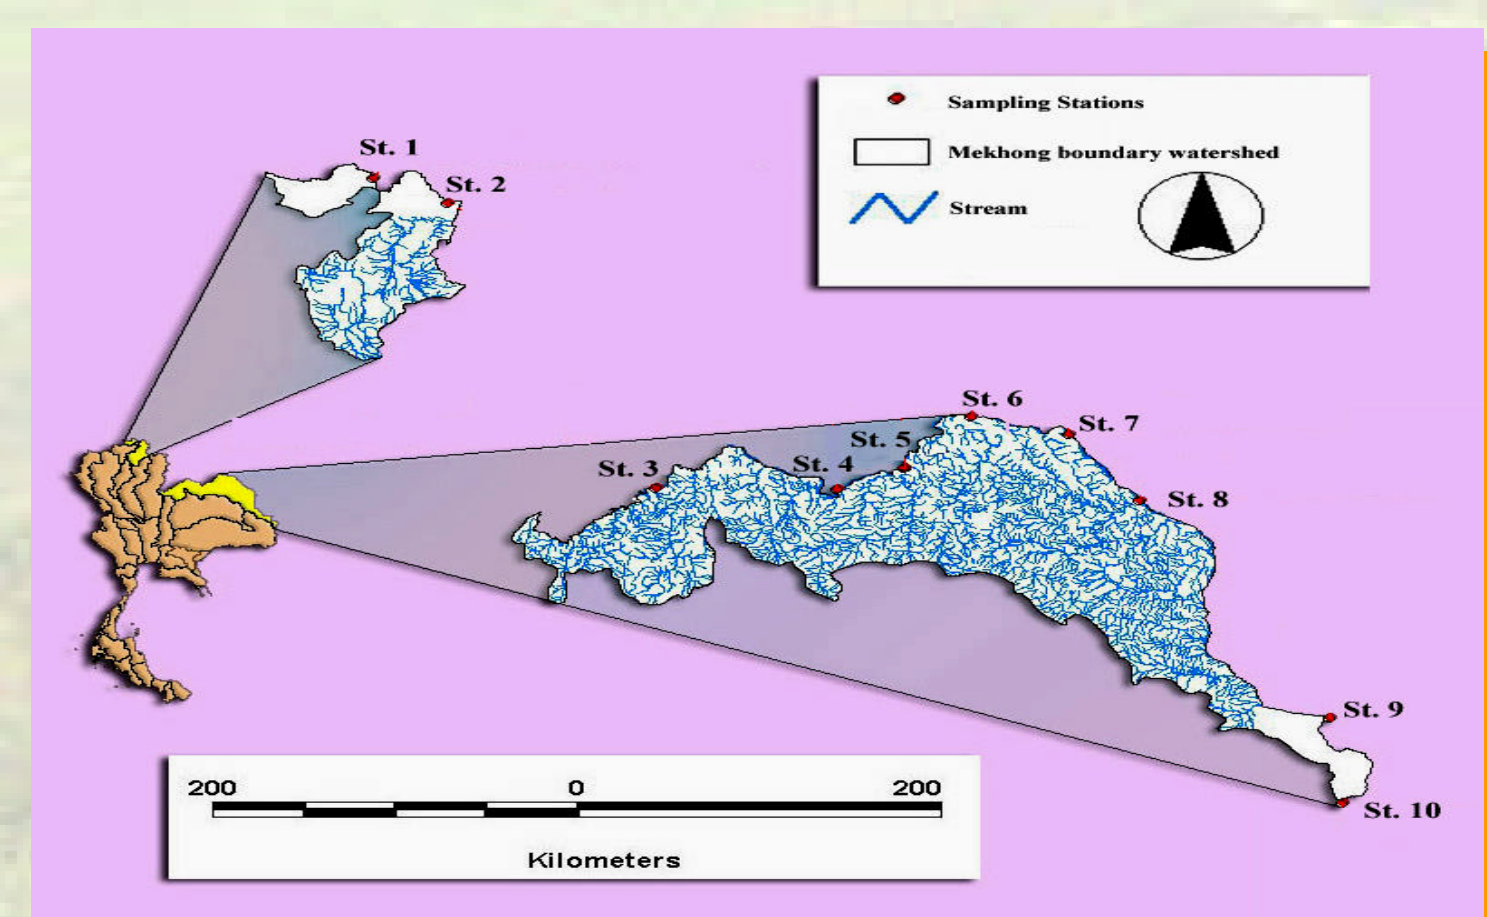 Sampling Stations
Mekhong boundary watershed
Stream
St. 1
St. 2
St. 3
St. 4
St. 5
St. 6
St. 7
St. 8
St. 9
St. 10
200 0 200
Kilometers